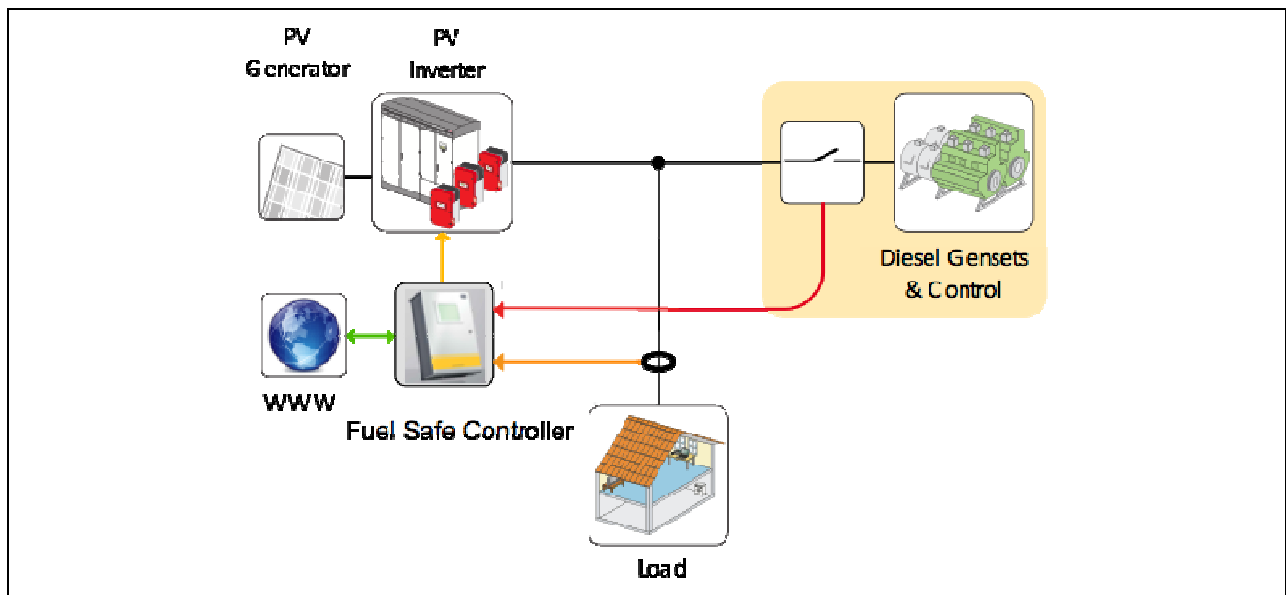 PV
Generator
PV
Inverter
Diesel Gensets
& Control
WWW
Fuel Safe Controller
Load